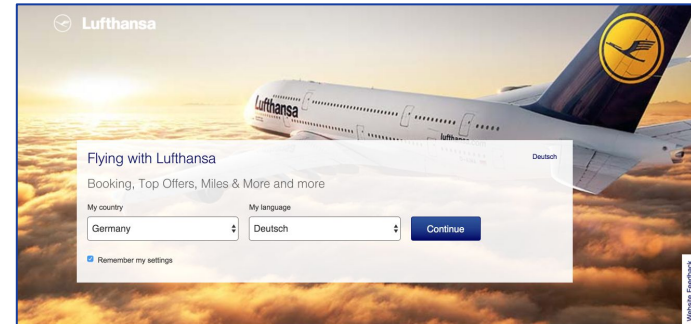 Lufthansa
Lufthansa
lufthansa
Flying with Lufthansa
Deutsch
Booking, Top Offers, Miles & More and more
My country
My language
Germany
Deutsch
Continue
Remember my settings
Website Feedback